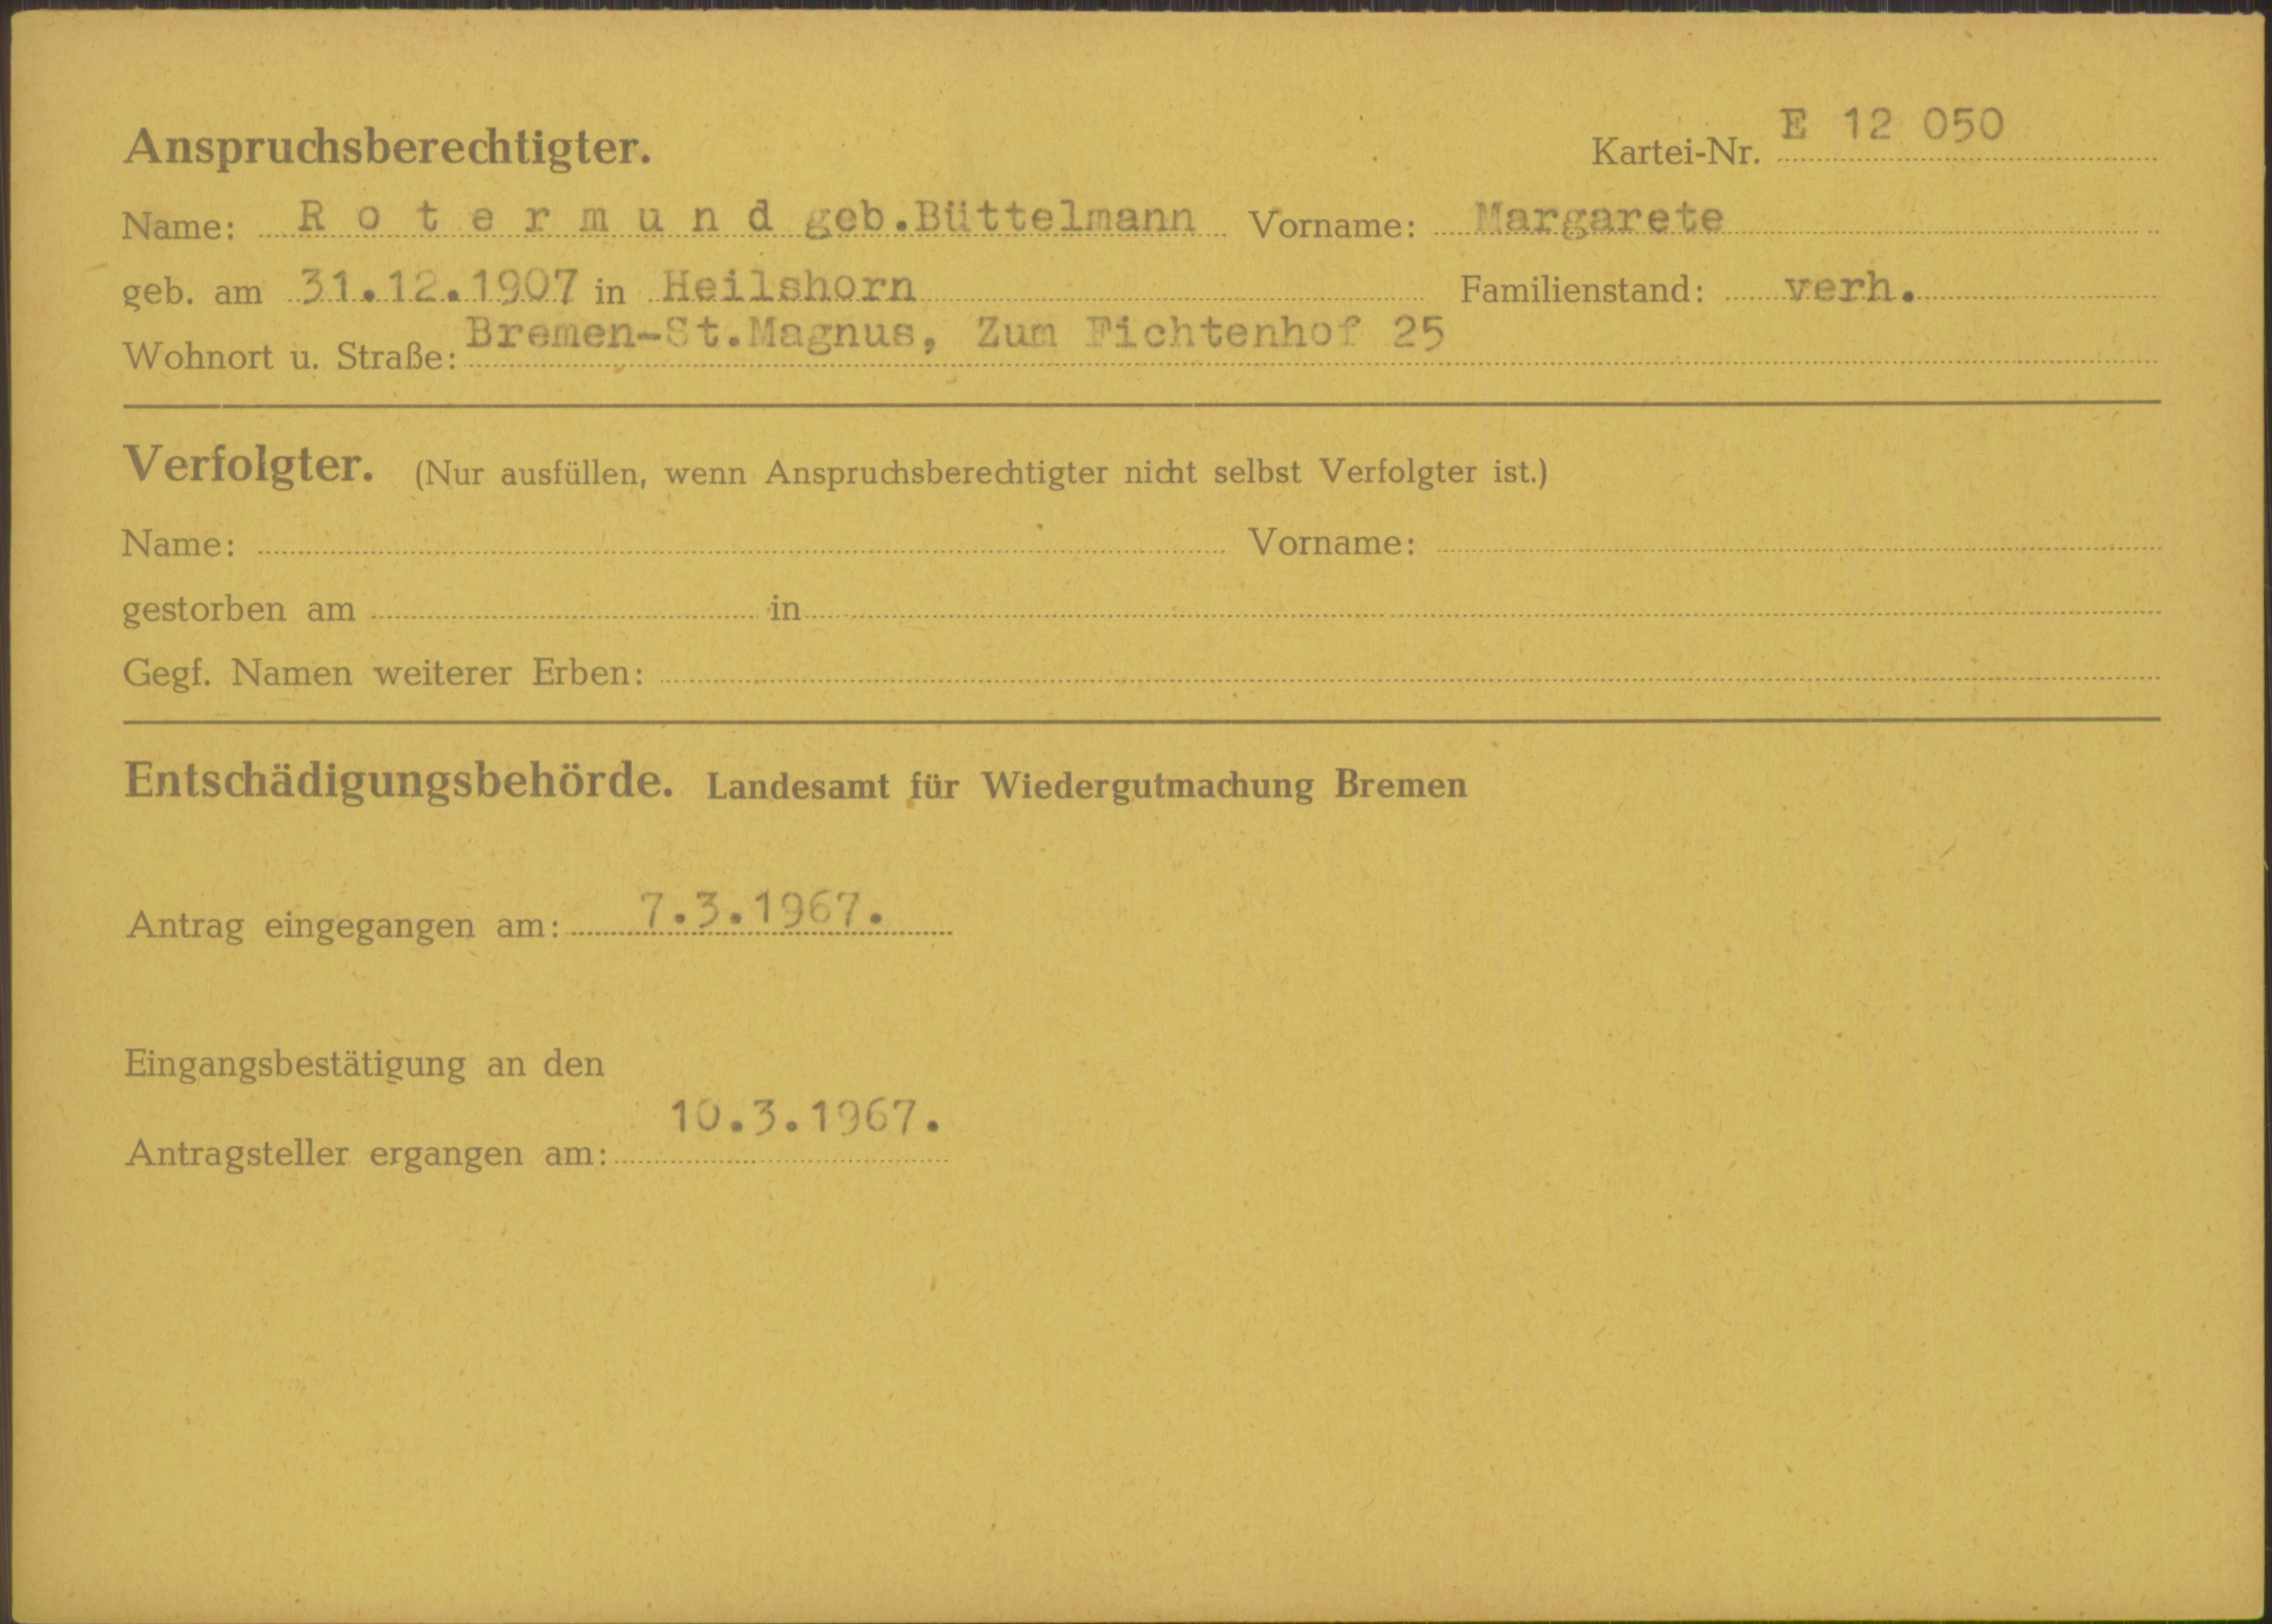 Anspruchsberechtigter. Kartei-Nr. E 12 050
Name: R o t e r m u n d geb.Büttelmann Vorname: Margarete
geb. am 31.12.1907 in Heilshorn Familienstand: verh.
Wohnort u. Straße: Bremen-St.Magnus, Zum Fichtenhof 25
Verfolgter. (Nur ausfüllen, wenn Anspruchsberechtigter nicht selbst Verfolgter ist.)
Name: Vorname:
gestorben am in
Gegf. Namen weiterer Erben:
Entschädigungsbehörde. Landesamt für Wiedergutmachung Bremen
Antrag eingegangen am: 7.3.1967.
Eingangsbestätigung an den
Antragsteller ergangen am: 10.3.1967.